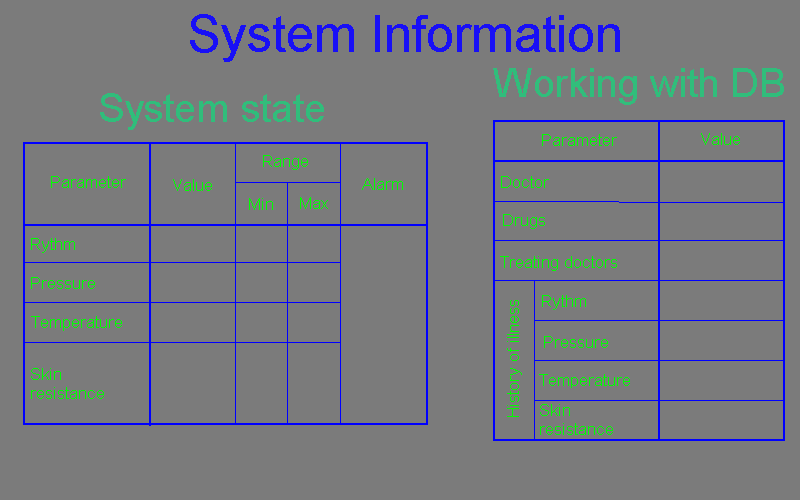 System Information
System state
Parameter Value Range Alarm
Min Max
Rythm
Pressure
Temperature
Skin
resistance
Working with DB
Parameter Value
Doctor
Drugs
Treating doctors
History of illness
Rythm
Pressure
Temperature
Skin
resistance